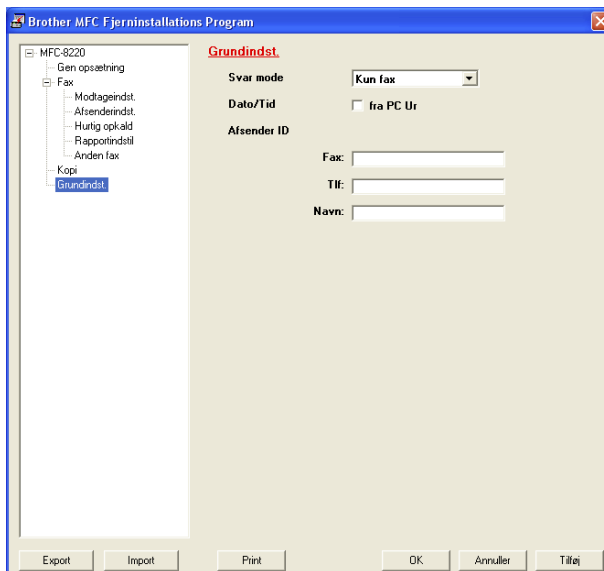 Brother MFC Fjerninstallations Program
MFC-8220
Gen opsætning
Fax
Modtageindst.
Afsenderindst.
Hurtig opkald
Rapportindstil
Anden fax
Kopi
Grundindst.
Grundindst.
Svar mode
Kun fax
Dato/Tid
fra PC Ur
Afsender ID
Fax:
Tlf:
Navn:
Export
Import
Print
OK
Annuller
Tilføj